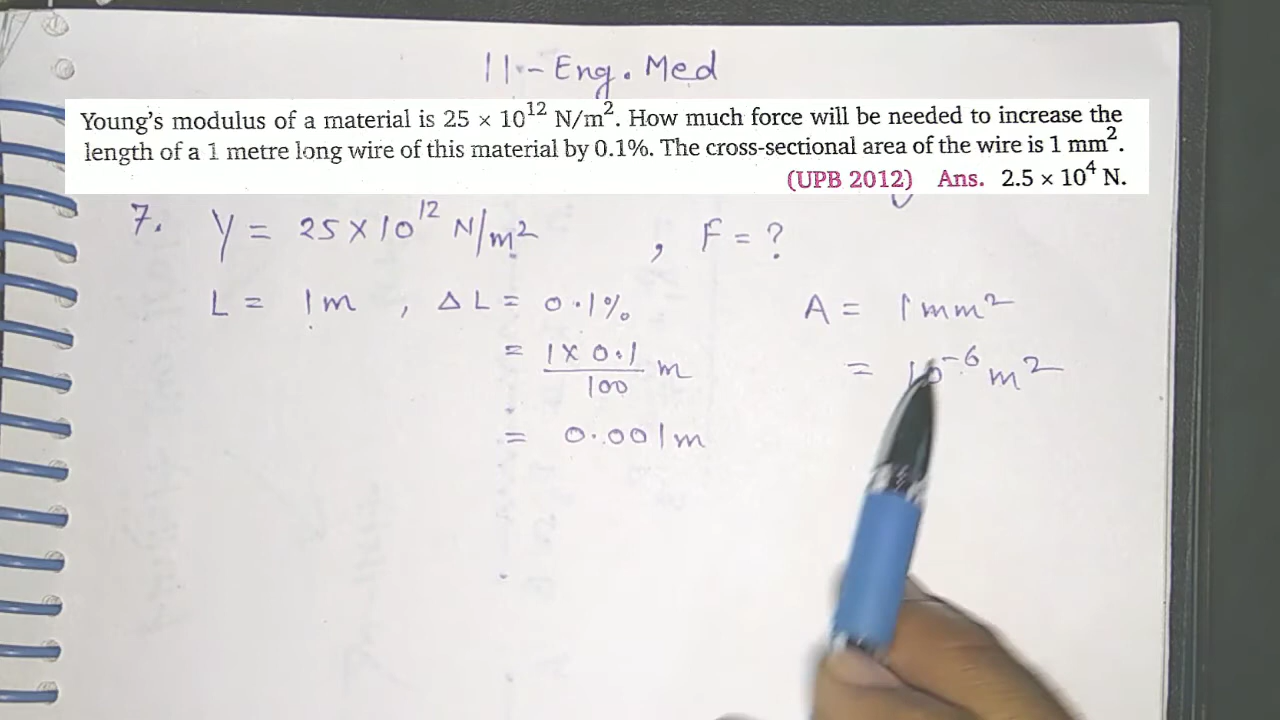 11 - Eng. Med
Young's modulus of a material is 25 × 10¹² N/m². How much force will be needed to increase the
length of a 1 metre long wire of this material by 0.1%. The cross-sectional area of the wire is 1 mm².
(UPB 2012) Ans. 2.5 × 10⁴ N.
7. Y = 25 × 10¹² N/m² , F = ?
L = 1m , ΔL = 0.1% A = 1mm²
= 1 × 0.1 / 100 m = 10⁻⁶ m²
= 0.001m